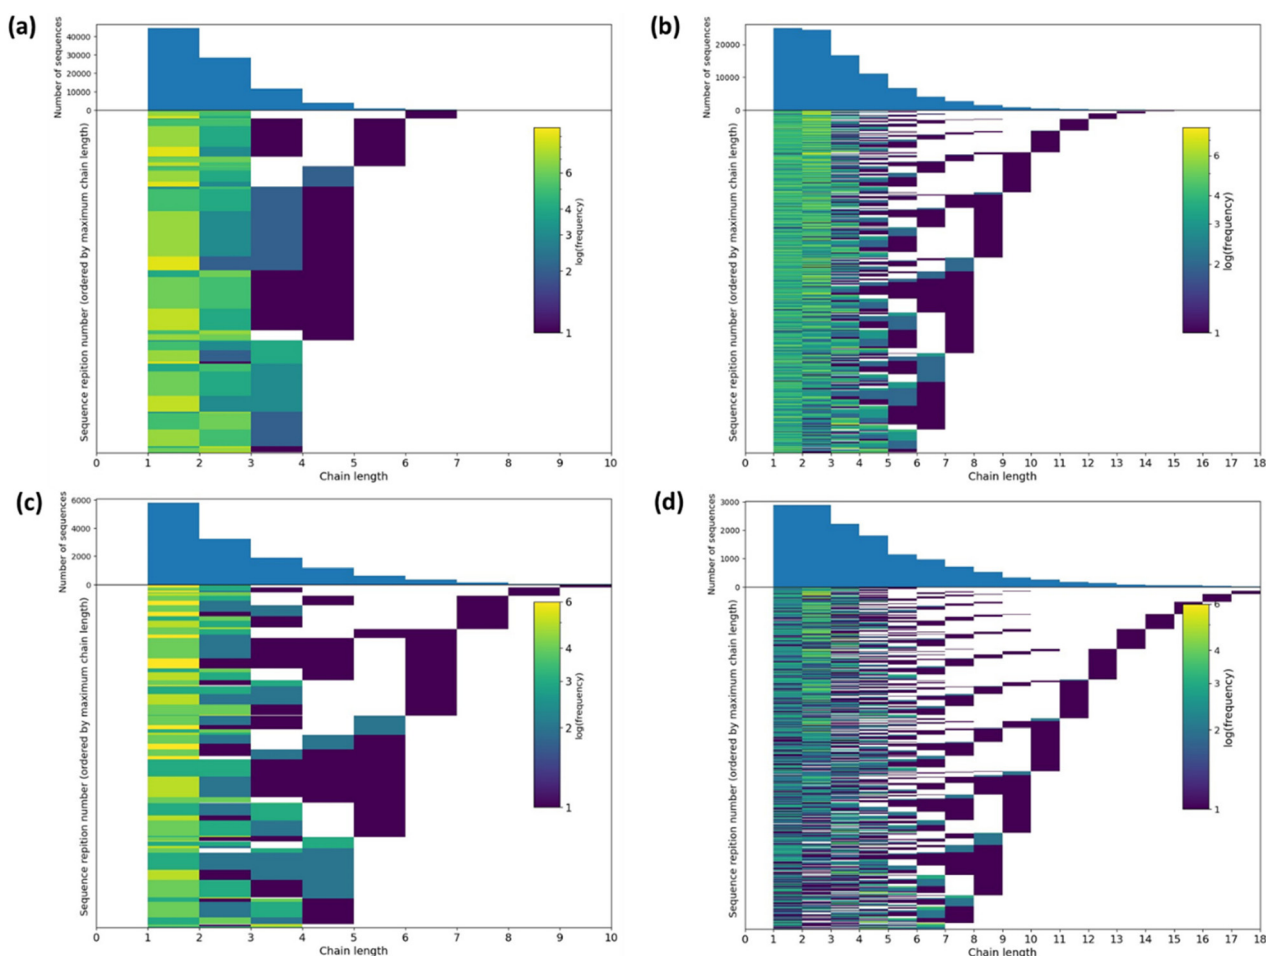 (a)
Number of sequences
40000
30000
20000
10000
0
Sequence repition number (ordered by maximum chain length)
6
4
3
2
1
log(frequency)
0 1 2 3 4 5 6 7 8 9 10
Chain length
(b)
Number of sequences
20000
10000
0
Sequence repition number (ordered by maximum chain length)
6
4
3
2
1
log(frequency)
0 1 2 3 4 5 6 7 8 9 10 11 12 13 14 15 16 17 18
Chain length
(c)
Number of sequences
6000
4000
2000
0
Sequence repition number (ordered by maximum chain length)
6
4
3
2
1
log(frequency)
0 1 2 3 4 5 6 7 8 9 10
Chain length
(d)
Number of sequences
3000
2000
1000
0
Sequence repition number (ordered by maximum chain length)
6
4
3
2
1
log(frequency)
0 1 2 3 4 5 6 7 8 9 10 11 12 13 14 15 16 17 18
Chain length